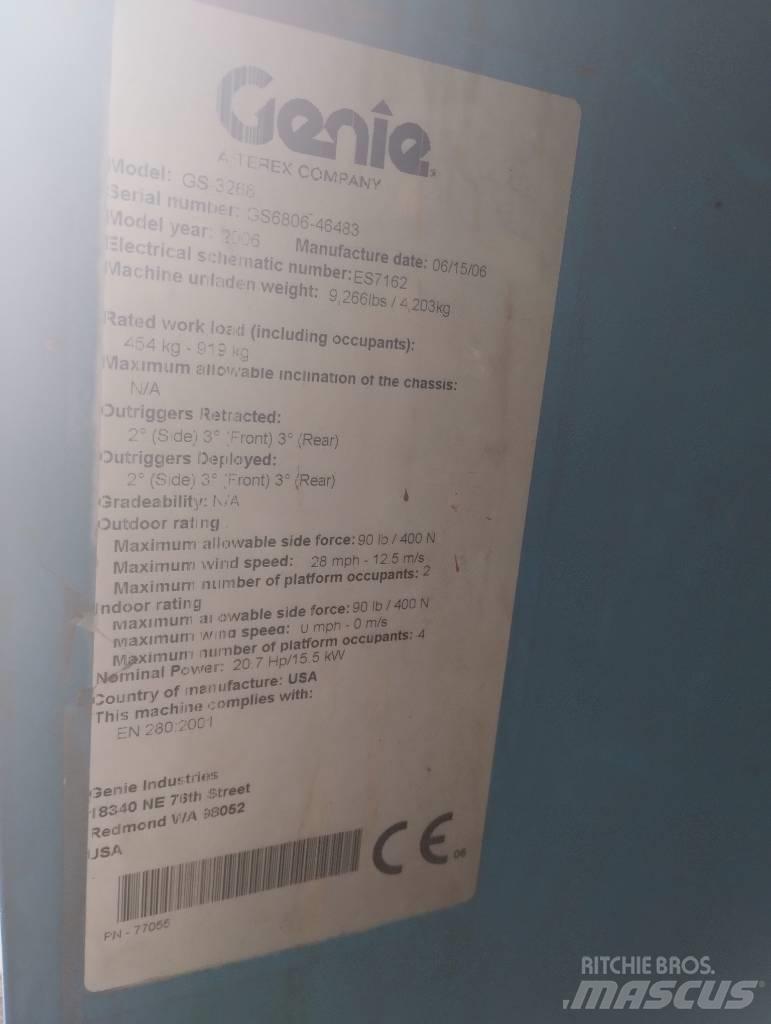 Genie
A TEREX COMPANY
Model: GS 3268
Serial number: GS6806-46483
Model year: 2006 Manufacture date: 06/15/06
Electrical schematic number: ES7162
Machine unladen weight: 9,266lbs / 4,203kg
Rated work load (including occupants):
454 kg - 919 kg
Maximum allowable inclination of the chassis:
N/A
Outriggers Retracted:
2° (Side) 3° (Front) 3° (Rear)
Outriggers Deployed:
2° (Side) 3° (Front) 3° (Rear)
Gradeability: N/A
Outdoor rating
Maximum allowable side force: 90 lb / 400 N
Maximum wind speed: 28 mph - 12.5 m/s
Maximum number of platform occupants: 2
Indoor rating
Maximum allowable side force: 90 lb / 400 N
Maximum wind speed: 0 mph - 0 m/s
Maximum number of platform occupants: 4
Nominal Power: 20.7 Hp/15.5 kW
Country of manufacture: USA
This machine complies with:
EN 280:2001
Genie Industries
18340 NE 76th Street
Redmond WA 98052
USA
CE 06
PN - 77055
RITCHIE BROS.
MASCUS